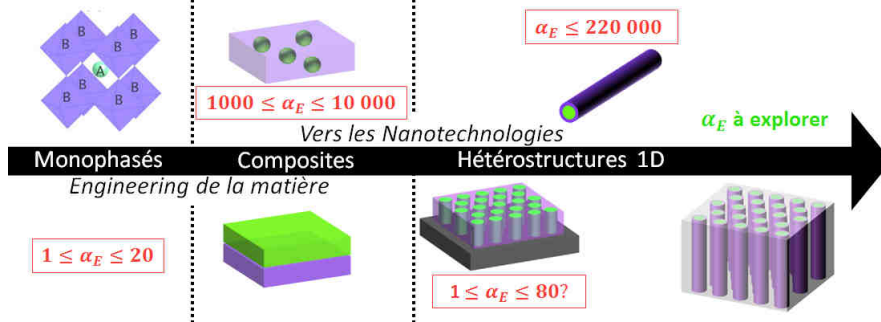 B
B
B
B
A
B
B
B
B
1000 ≤ α_E ≤ 10 000
α_E ≤ 220 000
α_E à explorer
Vers les Nanotechnologies
Monophasés
Composites
Hétérostructures 1D
Engineering de la matière
1 ≤ α_E ≤ 20
1 ≤ α_E ≤ 80?